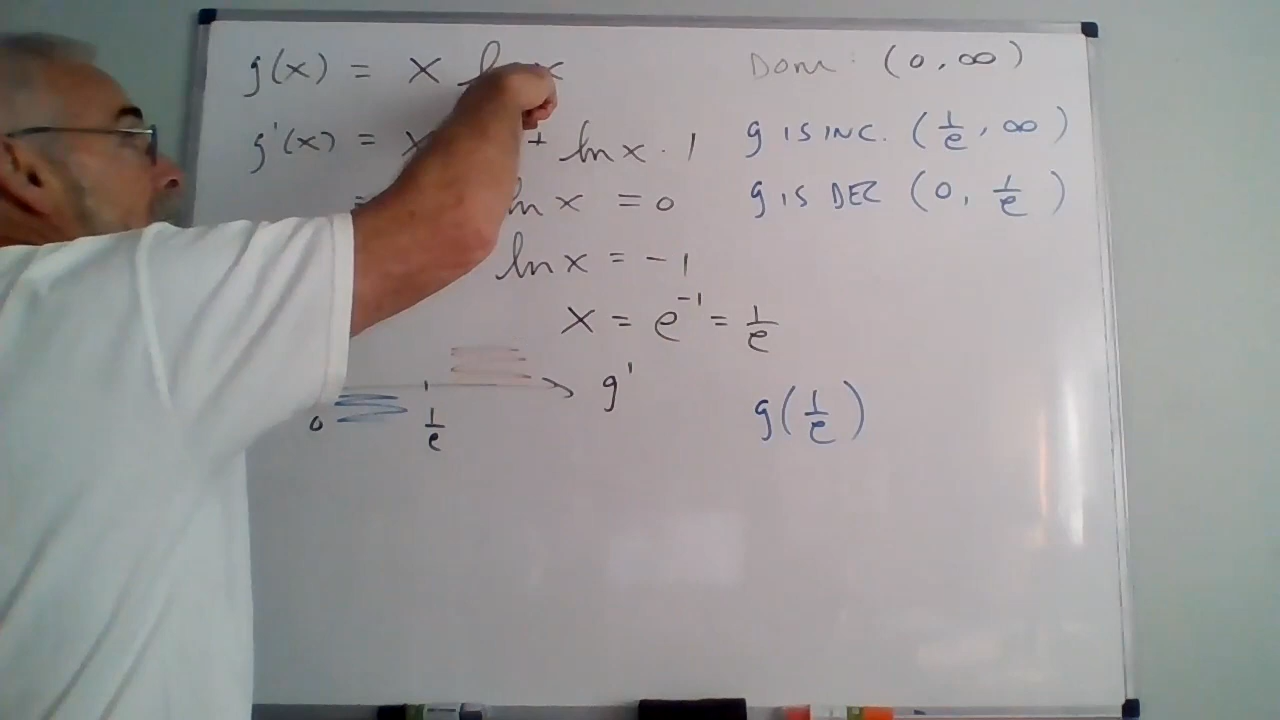 g(x) = x ln x
Dom: (0, ∞)
g'(x) = x + ln x · 1
g IS INC. (1/e, ∞)
= ln x = 0
g IS DEC (0, 1/e)
ln x = -1
x = e⁻¹ = 1/e
g'
0 1/e
g(1/e)